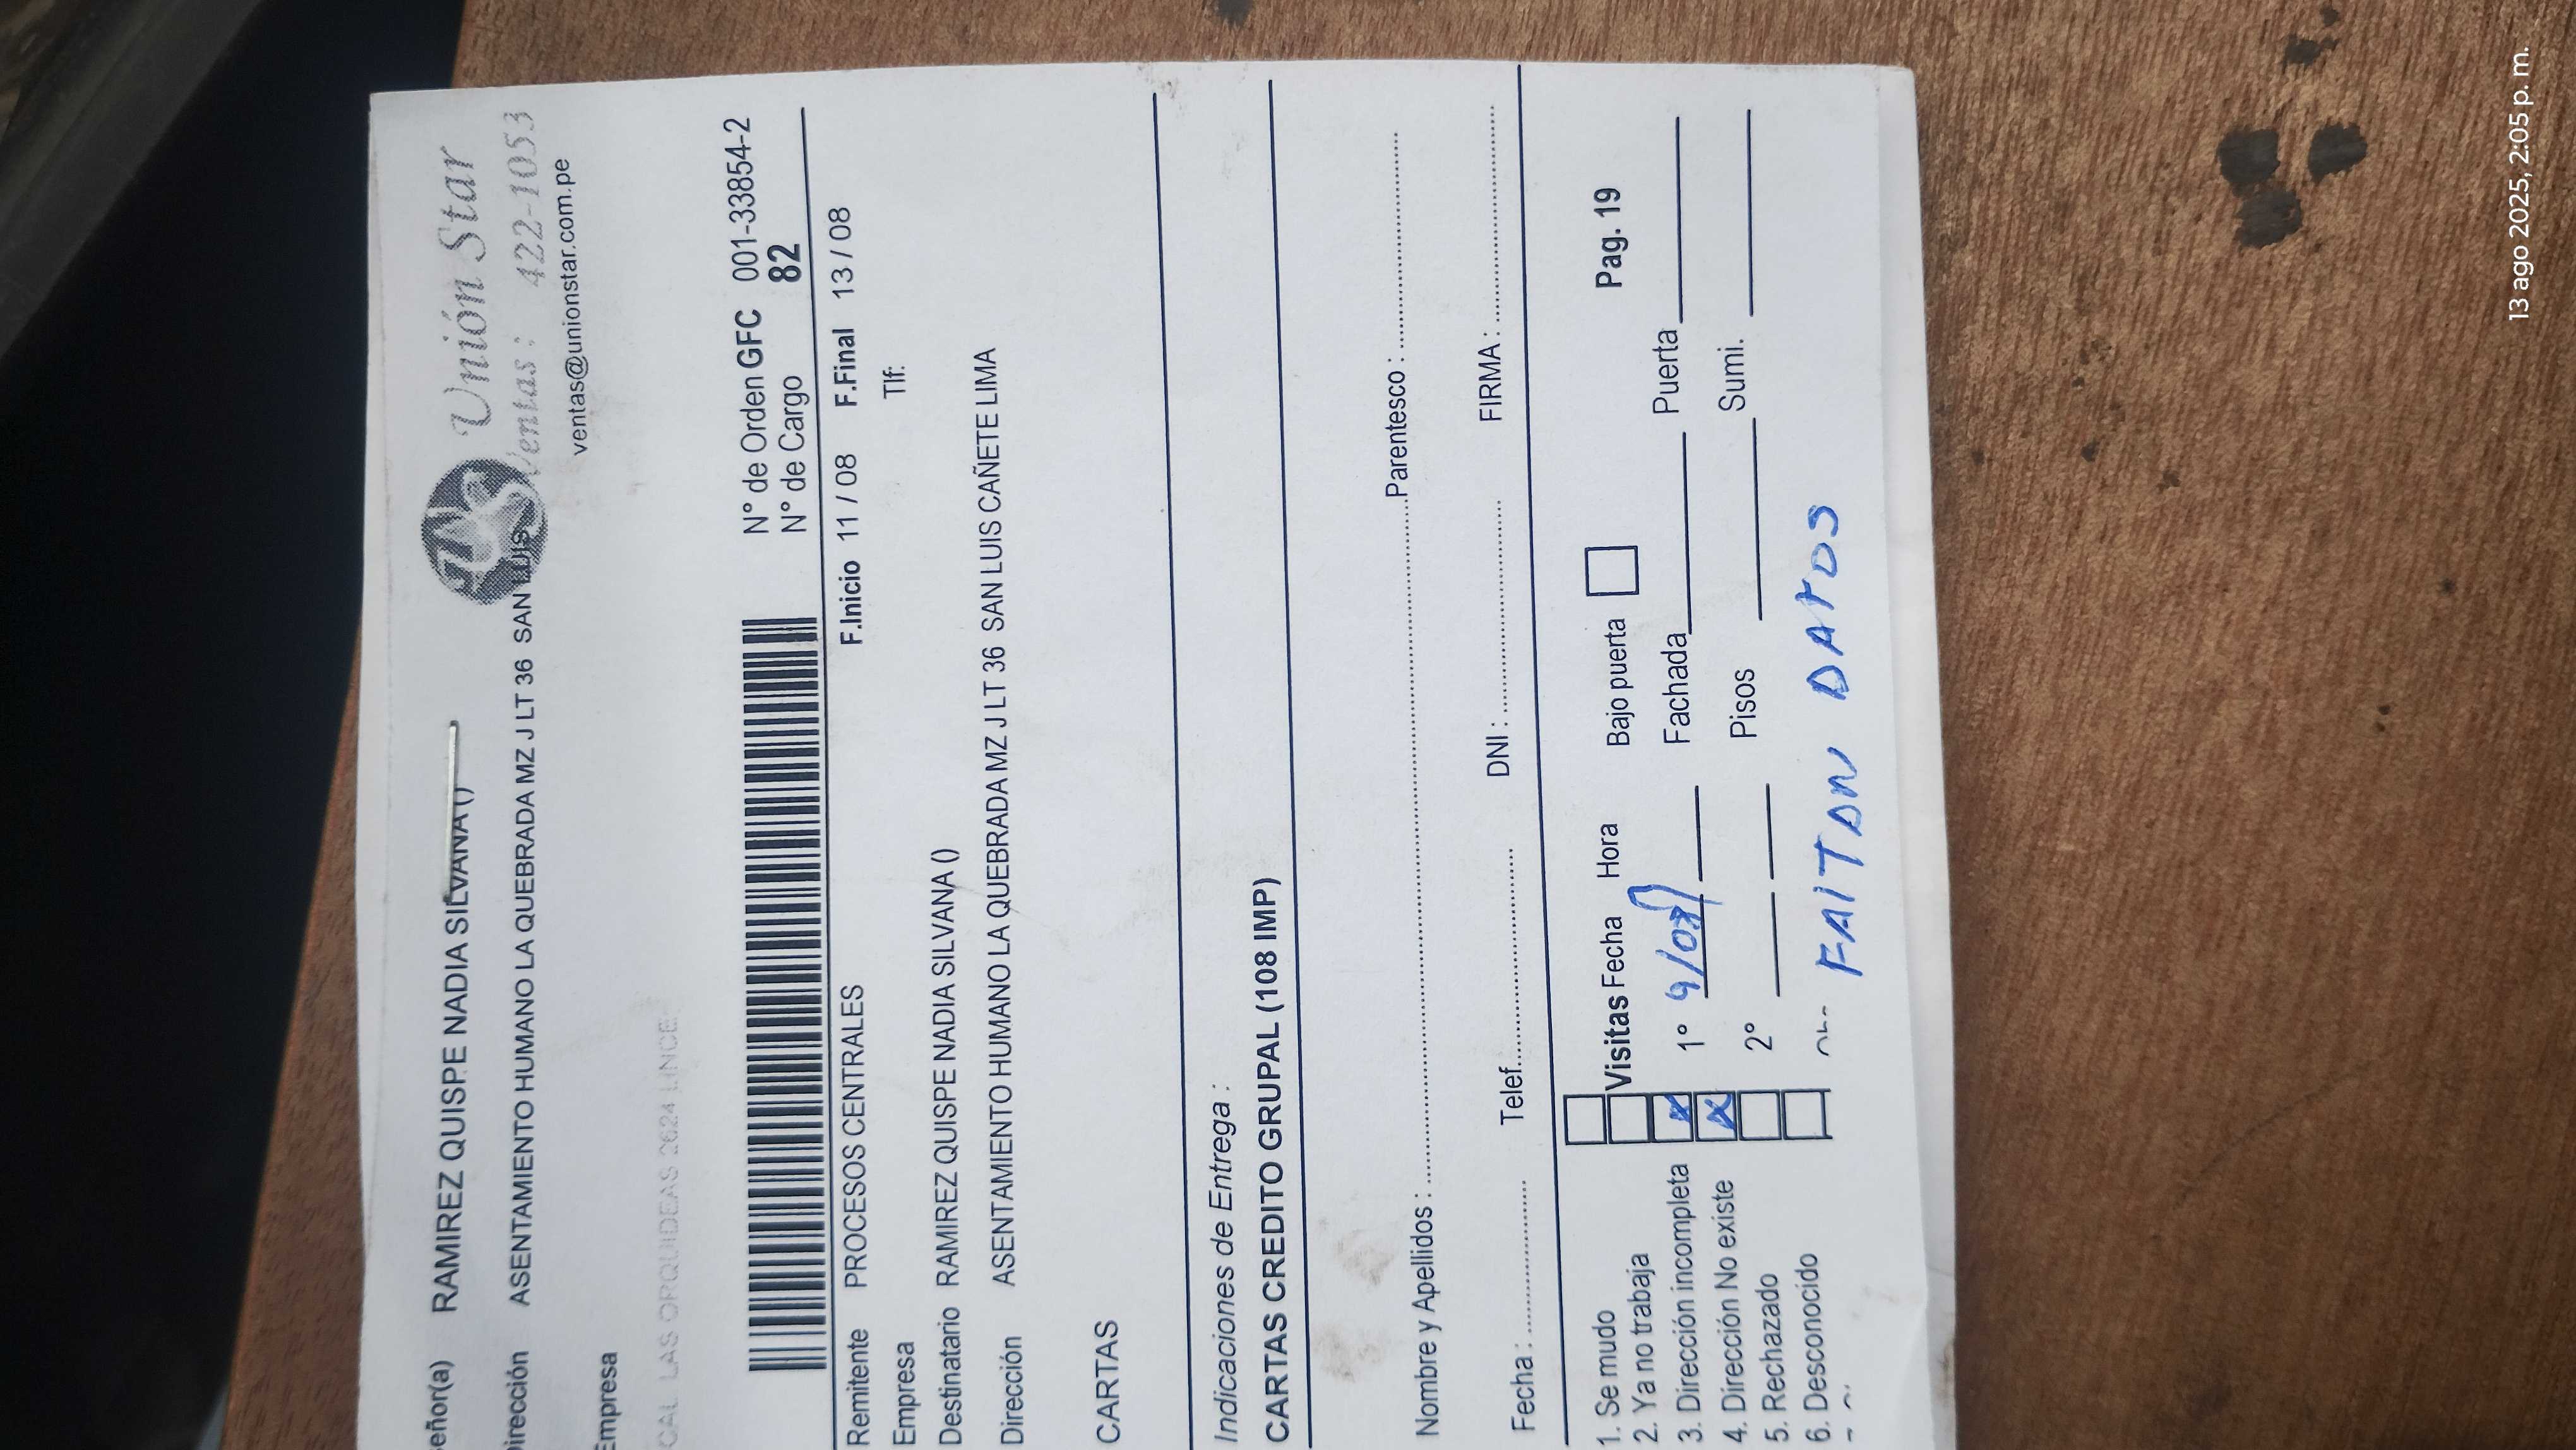 Unión Star
Ventas: 422-1053
ventas@unionstar.com.pe
eñor(a) RAMIREZ QUISPE NADIA SILVANA ()
irección ASENTAMIENTO HUMANO LA QUEBRADA MZ J LT 36 SAN LUIS
Empresa
CAL LAS ORQUIDEAS 2624 LINCE
N° de Orden GFC 001-33854-2
N° de Cargo 82
Remitente PROCESOS CENTRALES F.Inicio 11 / 08 F.Final 13 / 08
Empresa Tlf:
Destinatario RAMIREZ QUISPE NADIA SILVANA ()
Dirección ASENTAMIENTO HUMANO LA QUEBRADA MZ J LT 36 SAN LUIS CAÑETE LIMA
CARTAS
Indicaciones de Entrega :
CARTAS CREDITO GRUPAL (108 IMP)
Nombre y Apellidos : Parentesco :
Fecha : Telef. DNI : FIRMA :
1. Se mudo
2. Ya no trabaja Visitas Fecha Hora Bajo puerta Pag. 19
3. Dirección incompleta x 1° Fachada Puerta
4. Dirección No existe x
5. Rechazado 2° Pisos Sumi.
6. Desconocido FAlTAN DATOS
13 ago 2025, 2:05 p. m.